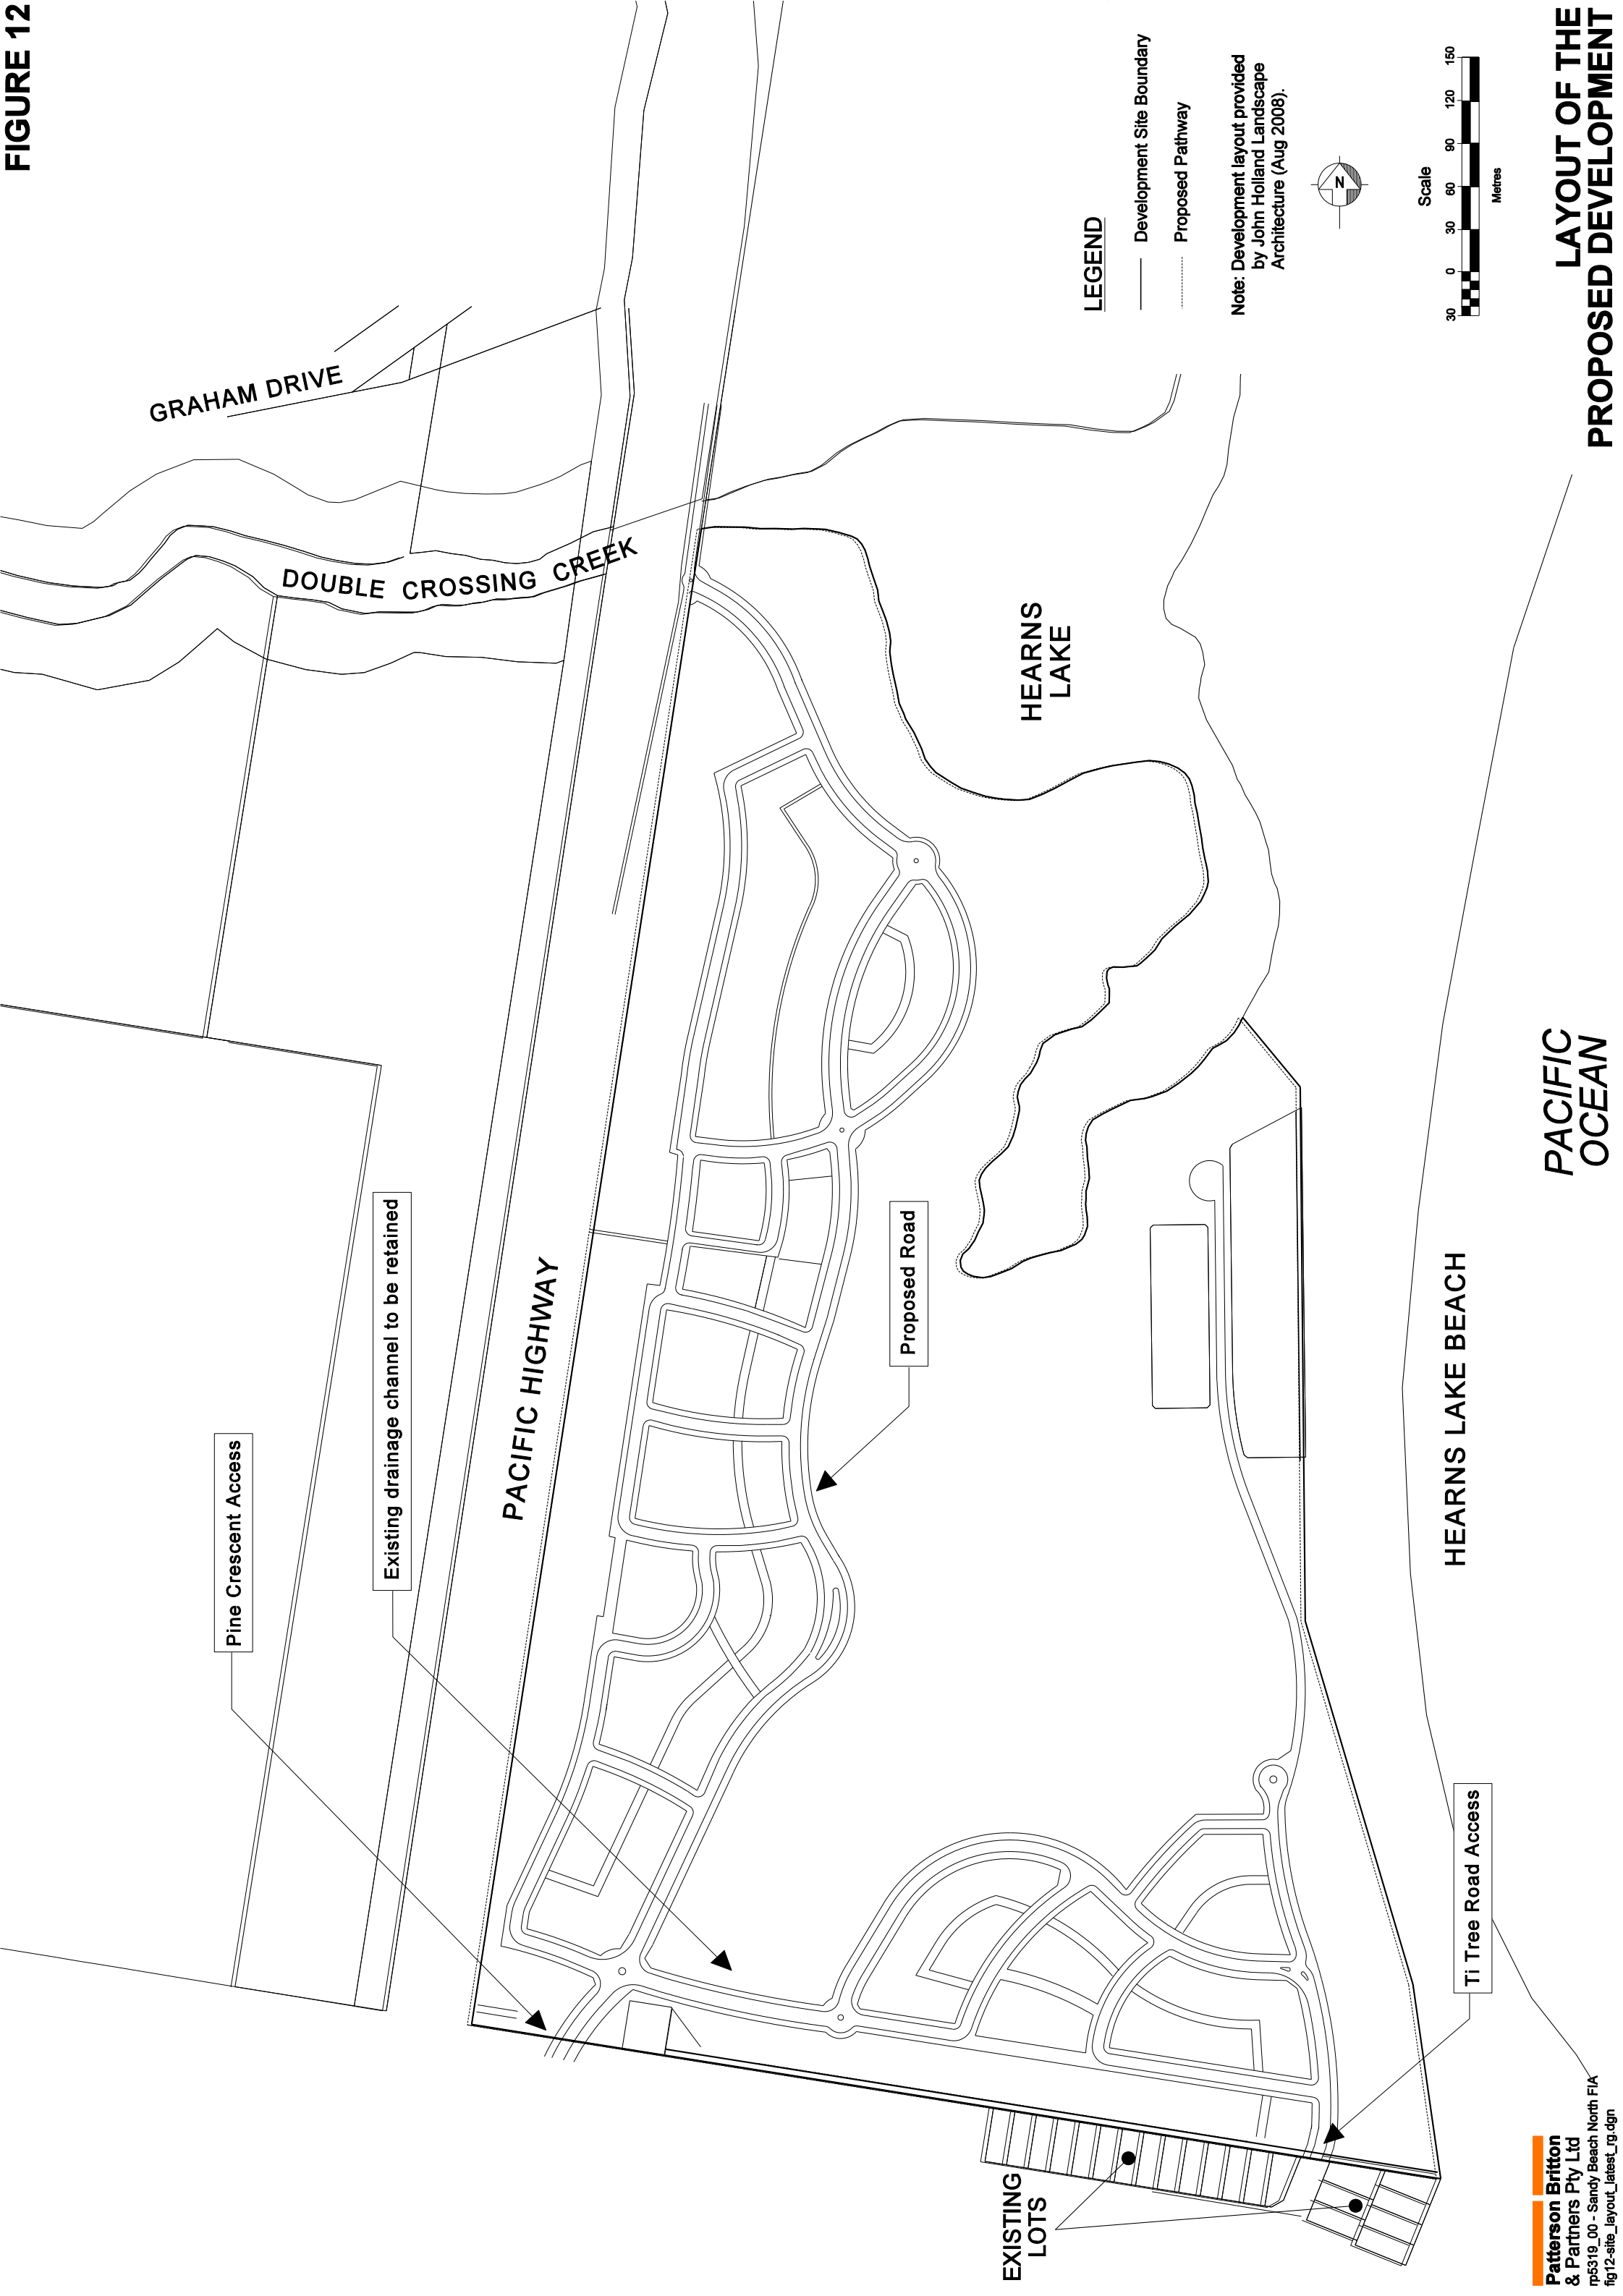 FIGURE 12
GRAHAM DRIVE
DOUBLE CROSSING CREEK
HEARNS
LAKE
LEGEND
Development Site Boundary
Proposed Pathway
Note: Development layout provided
by John Holland Landscape
Architecture (Aug 2008).
N
Scale
30 0 30 60 90 120 150
Metres
LAYOUT OF THE
PROPOSED DEVELOPMENT
Pine Crescent Access
Existing drainage channel to be retained
PACIFIC HIGHWAY
Proposed Road
HEARNS LAKE BEACH
PACIFIC
OCEAN
Ti Tree Road Access
EXISTING
LOTS
Patterson Britton
& Partners Pty Ltd
rp5319_00 - Sandy Beach North FIA
fig12-site_layout_latest_rg.dgn